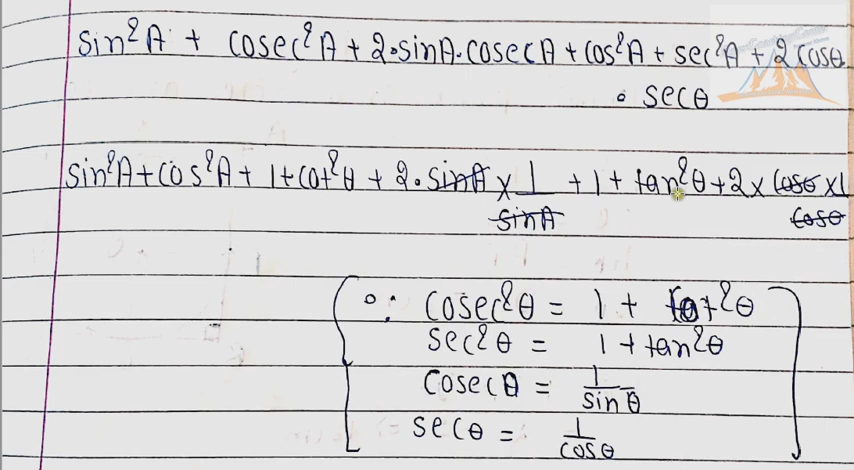 sin²A + cosec²A + 2•sinA.cosecA + cos²A + sec²A + 2 cosθ
• secθ
sin²A + cos²A + 1 + cot²θ + 2 • sinA × 1/sinA + 1 + tan²θ + 2 × cosθ × 1/cosθ
∵ cosec²θ = 1 + cot²θ
sec²θ = 1 + tan²θ
cosecθ = 1/sinθ
secθ = 1/cosθ